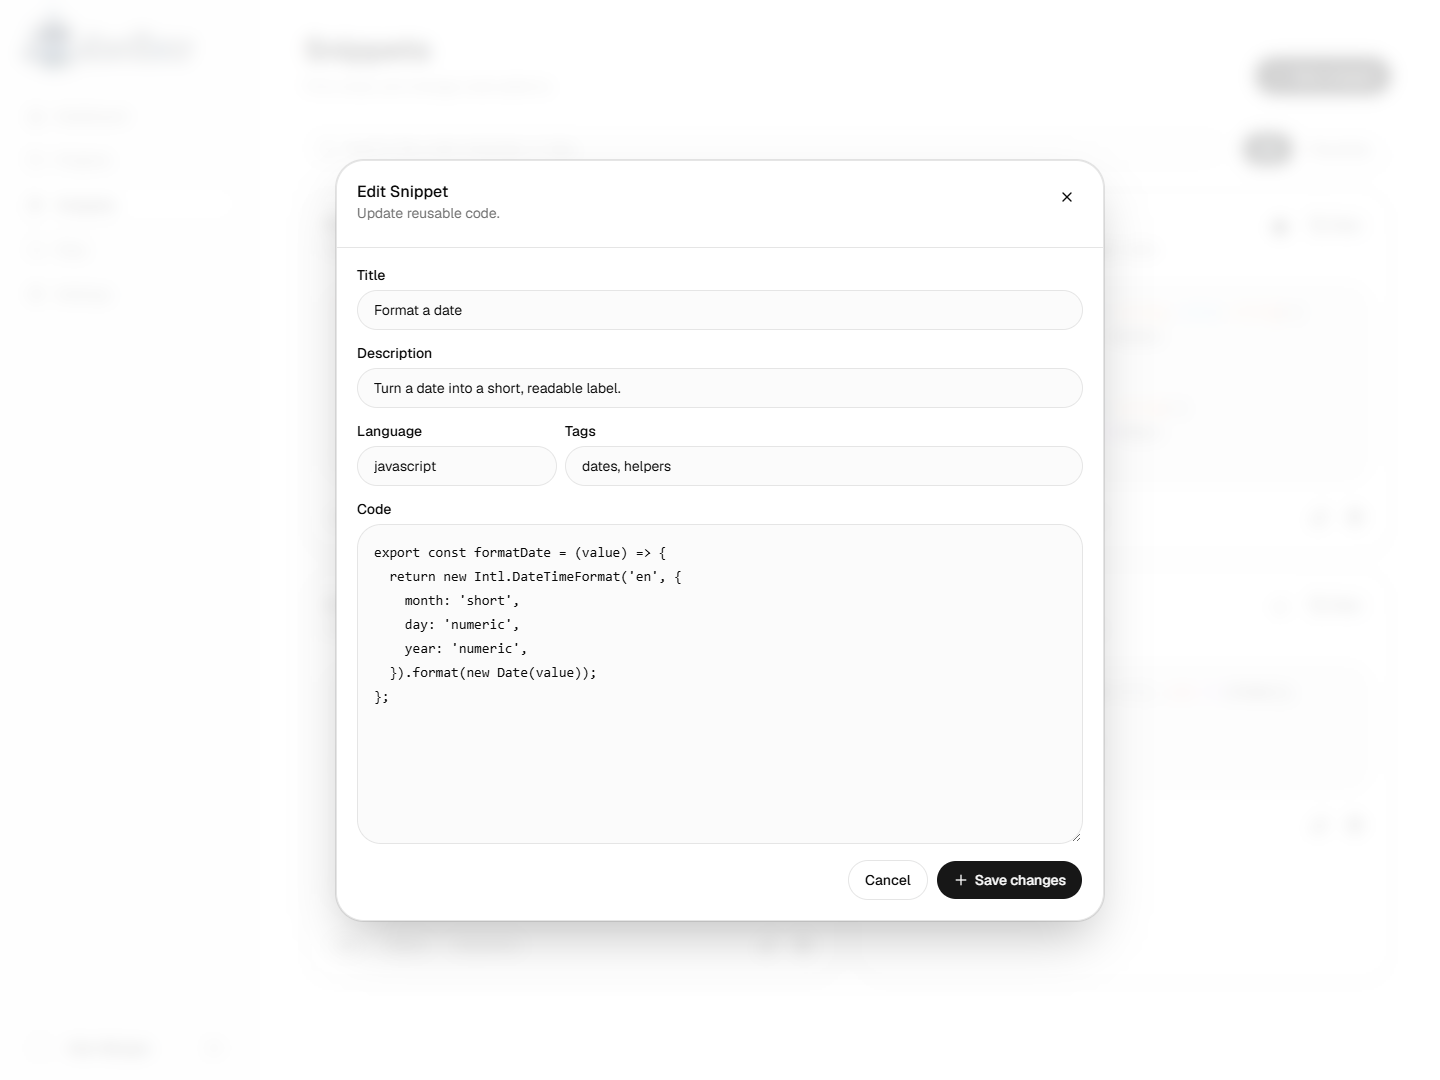 Edit Snippet
Update reusable code.
Title
Format a date
Description
Turn a date into a short, readable label.
Language
Tags
javascript
dates, helpers
Code
export const formatDate = (value) => {
  return new Intl.DateTimeFormat('en', {
    month: 'short',
    day: 'numeric',
    year: 'numeric',
  }).format(new Date(value));
};
Cancel
Save changes